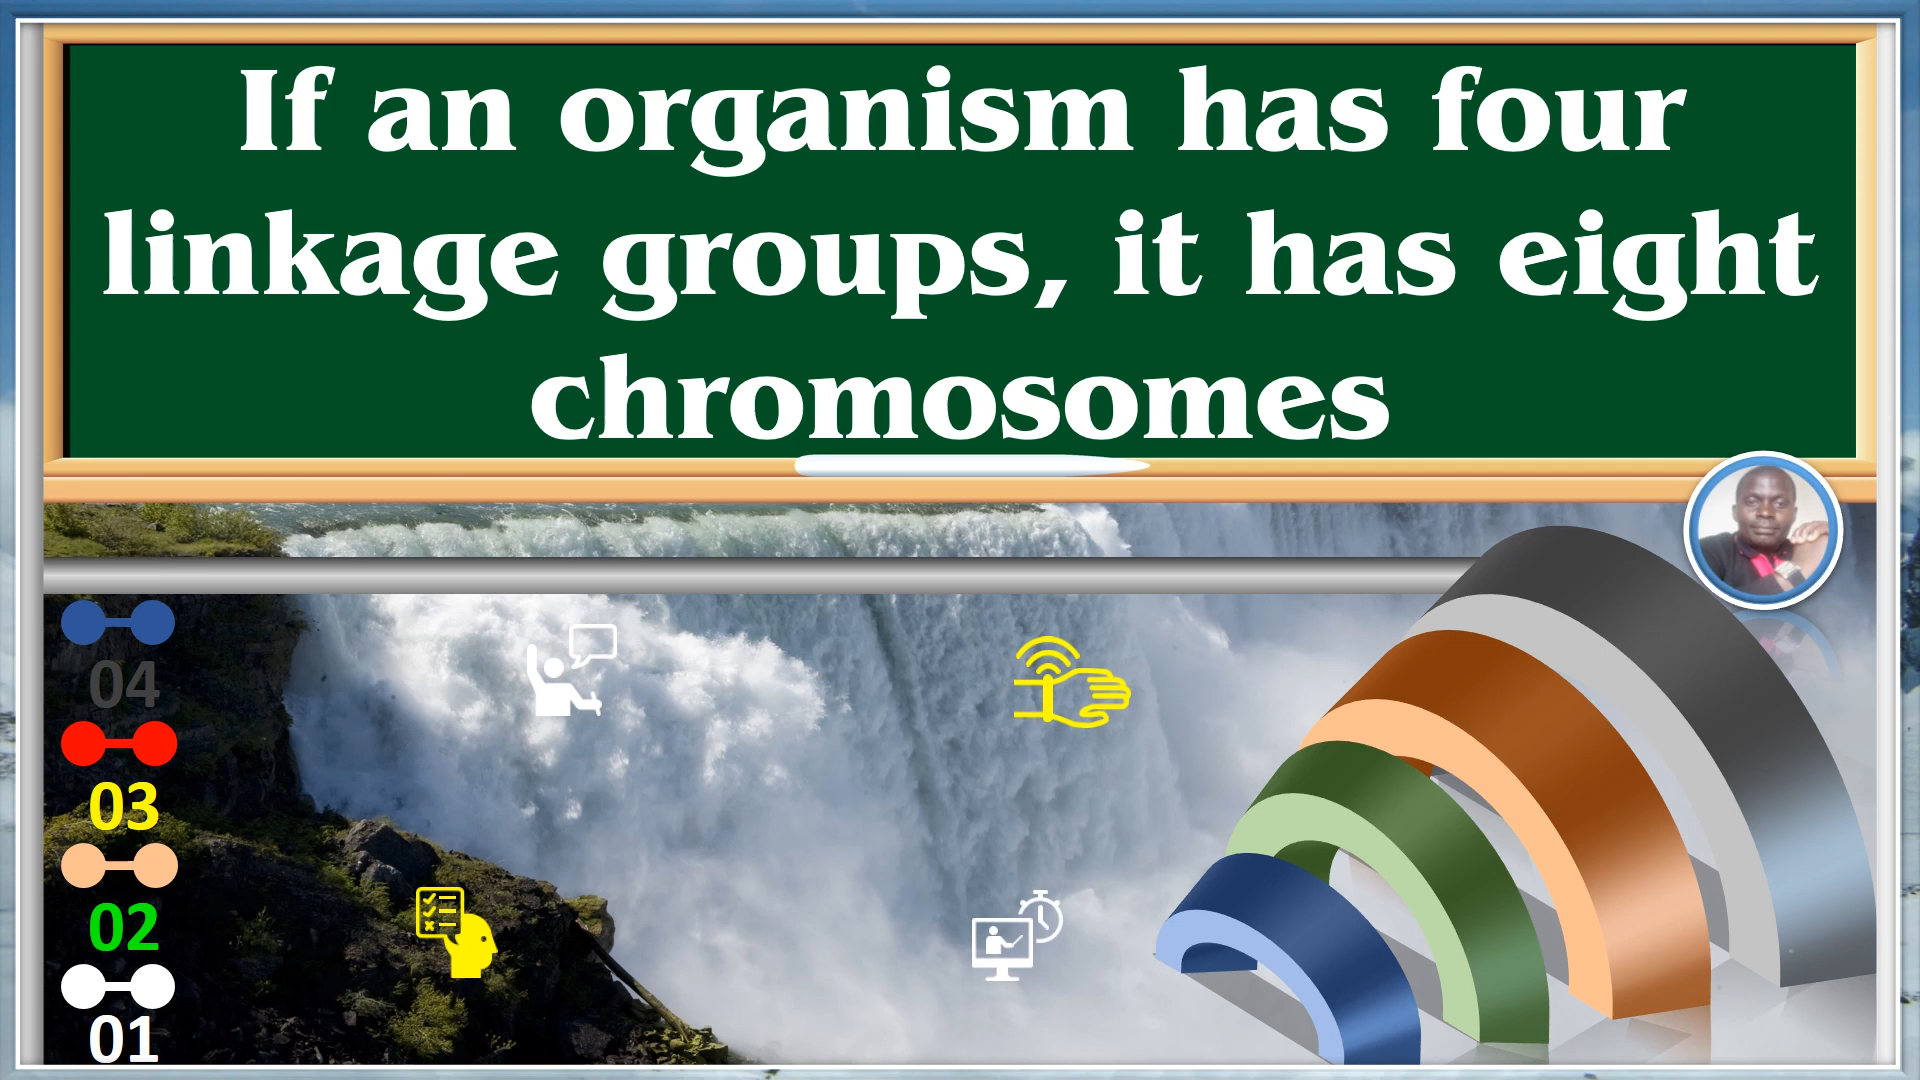 If an organism has four
linkage groups, it has eight
chromosomes
04
03
02
01